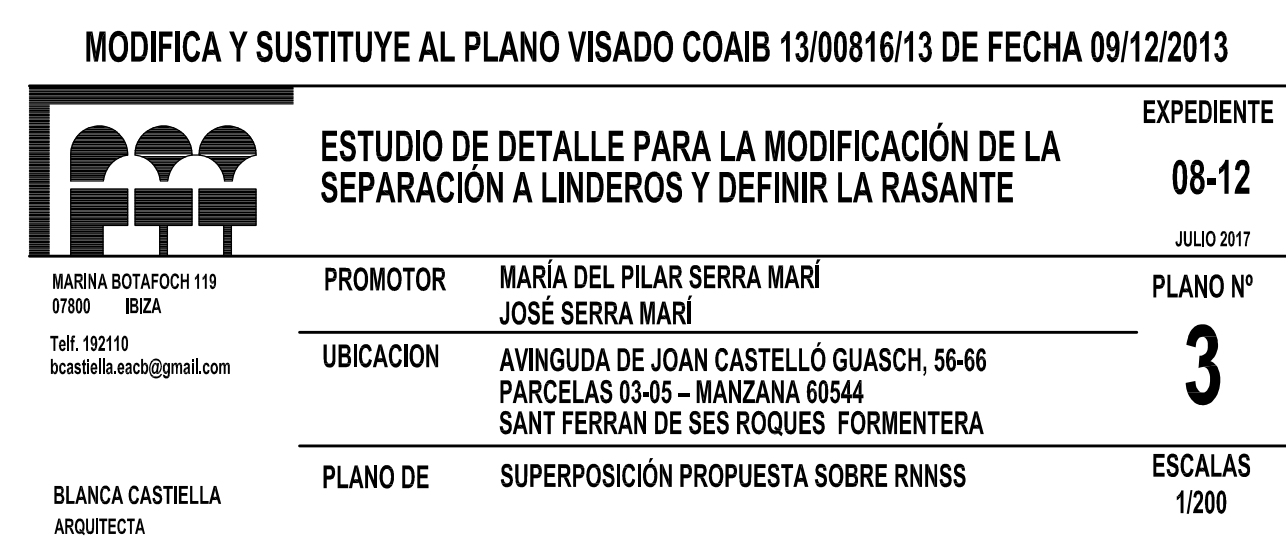 MODIFICA Y SUSTITUYE AL PLANO VISADO COAIB 13/00816/13 DE FECHA 09/12/2013
ESTUDIO DE DETALLE PARA LA MODIFICACIÓN DE LA
SEPARACIÓN A LINDEROS Y DEFINIR LA RASANTE
EXPEDIENTE
08-12
JULIO 2017
MARINA BOTAFOCH 119
07800 IBIZA
Telf. 192110
bcastiella.eacb@gmail.com
BLANCA CASTIELLA
ARQUITECTA
PROMOTOR MARÍA DEL PILAR SERRA MARÍ
JOSÉ SERRA MARÍ
UBICACION AVINGUDA DE JOAN CASTELLÓ GUASCH, 56-66
PARCELAS 03-05 – MANZANA 60544
SANT FERRAN DE SES ROQUES FORMENTERA
PLANO DE SUPERPOSICIÓN PROPUESTA SOBRE RNNSS
PLANO Nº
3
ESCALAS
1/200